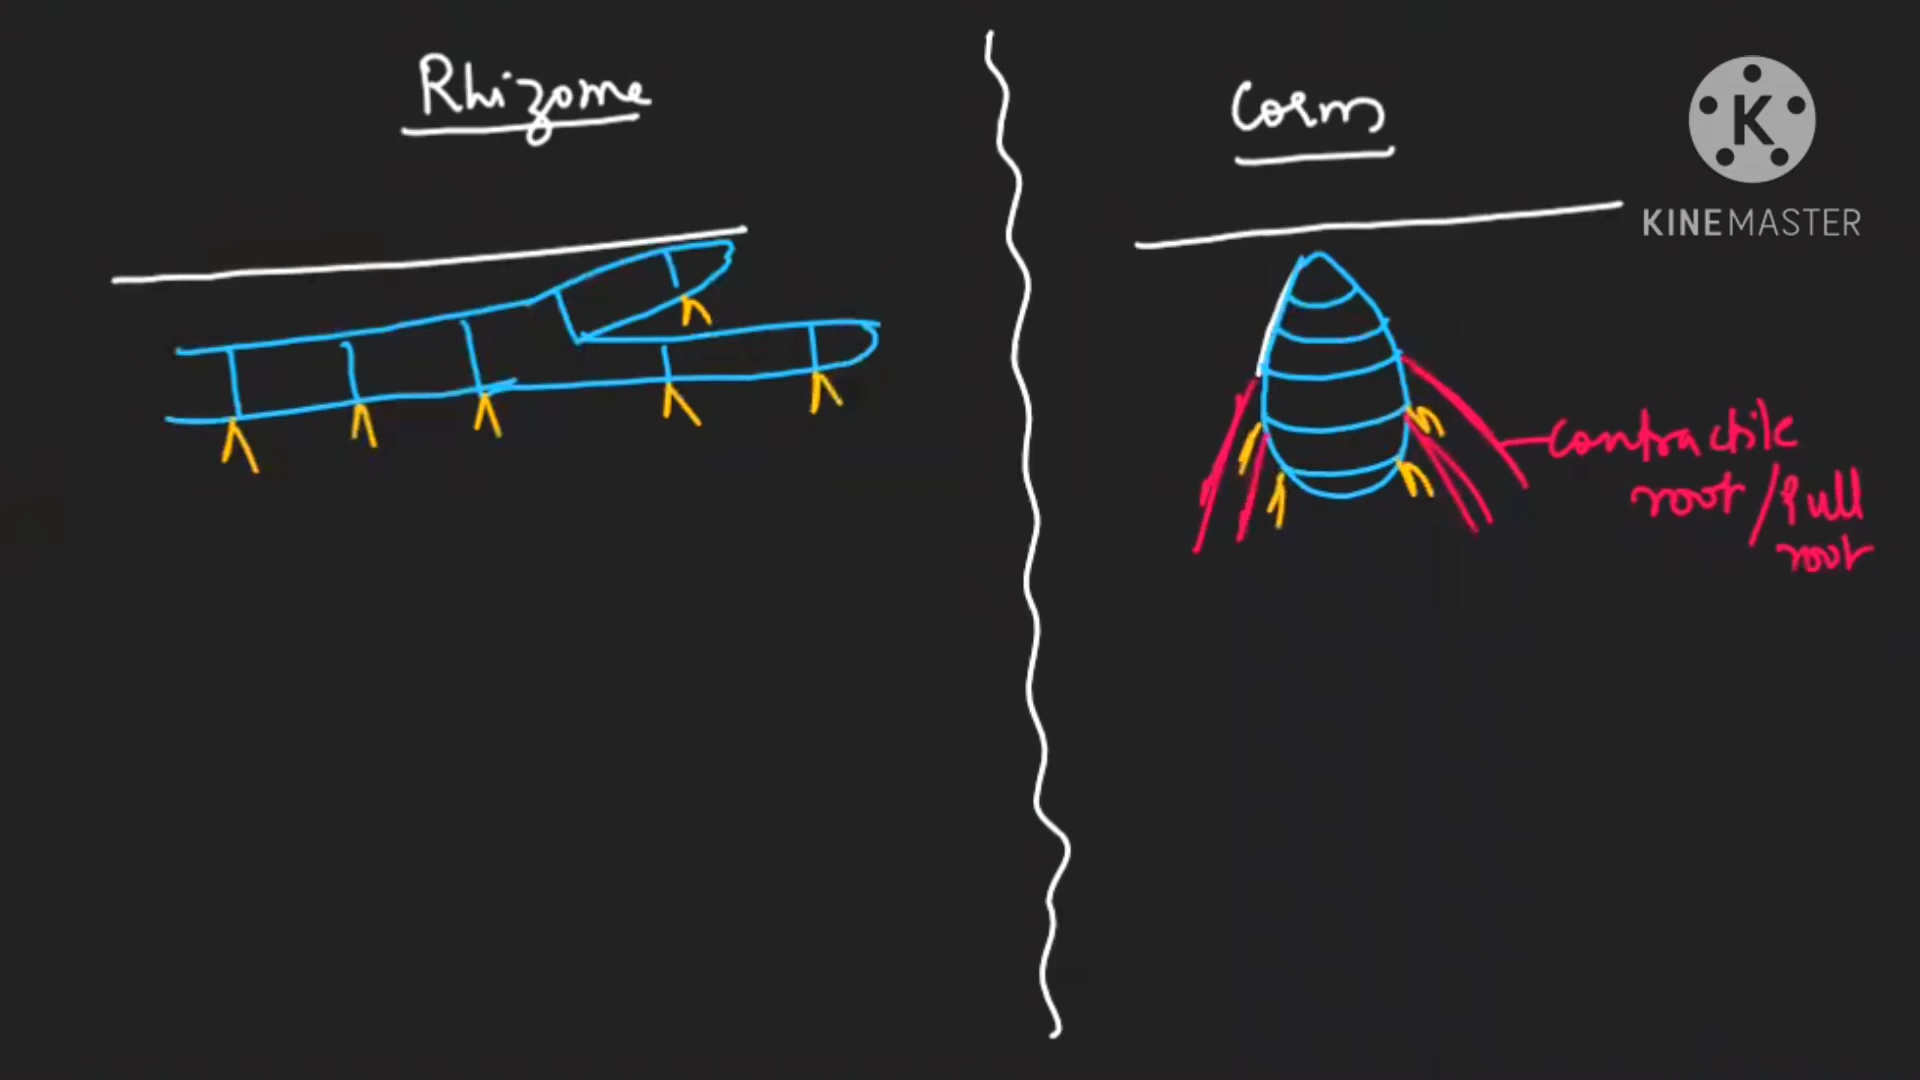 Rhizome
Corm
K
KINEMASTER
contractile
root/pull
root